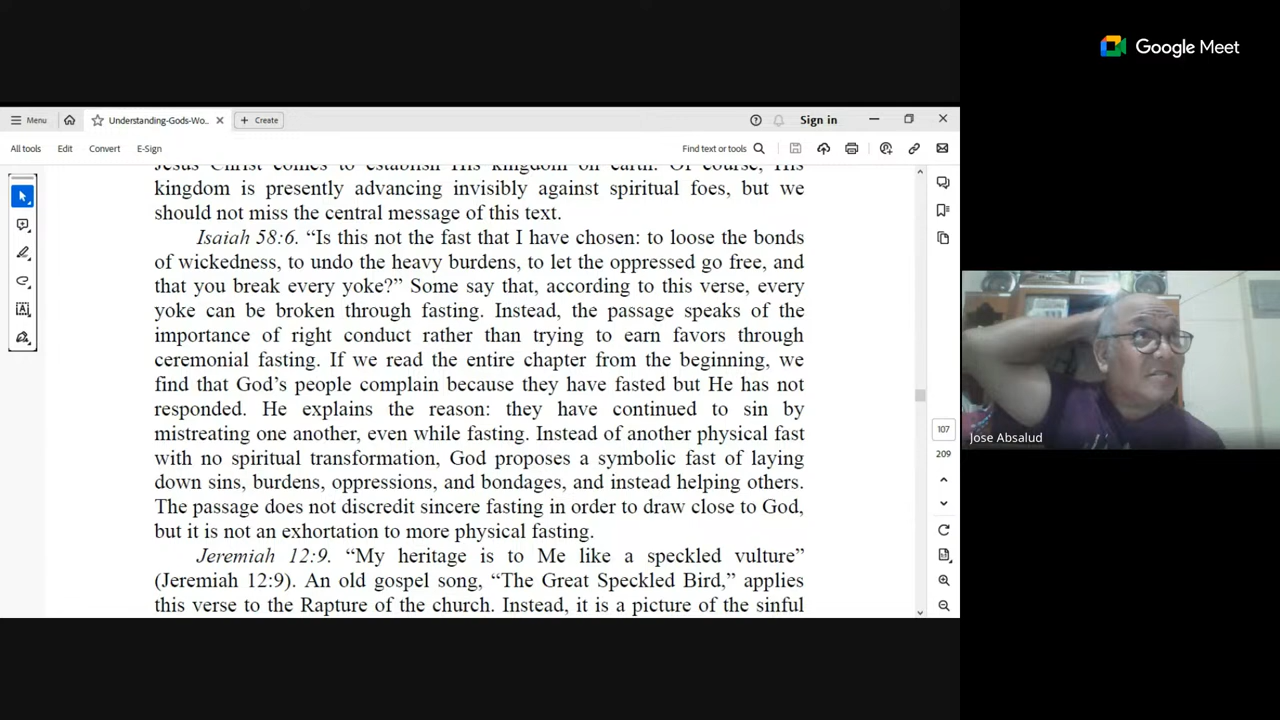 Google Meet
Menu
Understanding-Gods-Wo...
Create
Sign in
All tools
Edit
Convert
E-Sign
Find text or tools
Jesus Christ comes to establish His kingdom on earth. Of course, His
kingdom is presently advancing invisibly against spiritual foes, but we
should not miss the central message of this text.
Isaiah 58:6. “Is this not the fast that I have chosen: to loose the bonds
of wickedness, to undo the heavy burdens, to let the oppressed go free, and
that you break every yoke?” Some say that, according to this verse, every
yoke can be broken through fasting. Instead, the passage speaks of the
importance of right conduct rather than trying to earn favors through
ceremonial fasting. If we read the entire chapter from the beginning, we
find that God’s people complain because they have fasted but He has not
responded. He explains the reason: they have continued to sin by
mistreating one another, even while fasting. Instead of another physical fast
with no spiritual transformation, God proposes a symbolic fast of laying
down sins, burdens, oppressions, and bondages, and instead helping others.
The passage does not discredit sincere fasting in order to draw close to God,
but it is not an exhortation to more physical fasting.
Jeremiah 12:9. “My heritage is to Me like a speckled vulture”
(Jeremiah 12:9). An old gospel song, “The Great Speckled Bird,” applies
this verse to the Rapture of the church. Instead, it is a picture of the sinful
107
209
Jose Absalud